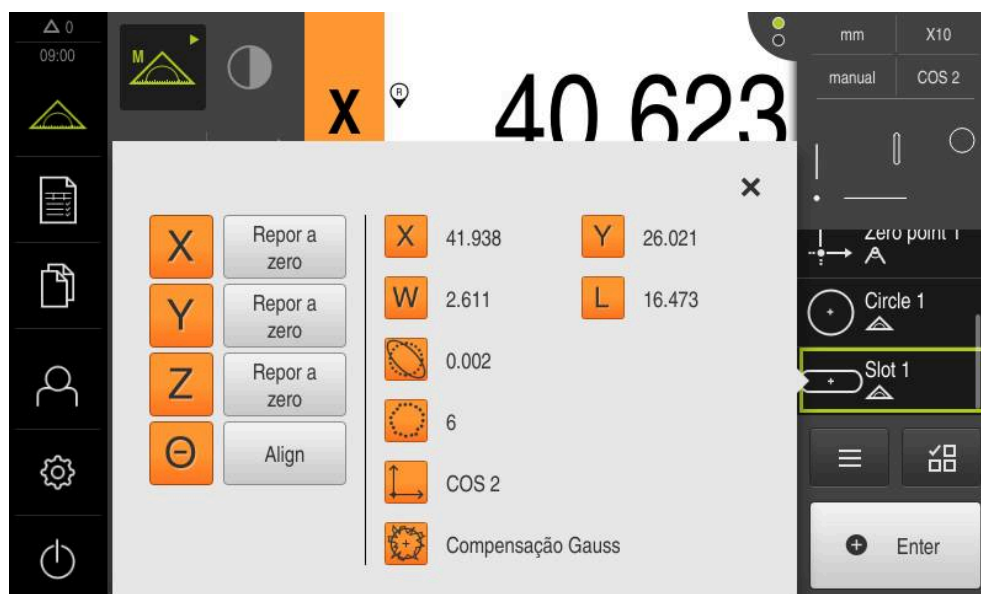 0
09:00
M
X
R
40.623
mm
X10
manual
COS 2
Zero point 1
Circle 1
Slot 1
X
Repor a
zero
Y
Repor a
zero
Z
Repor a
zero
Θ
Align
X
41.938
Y
26.021
W
2.611
L
16.473
0.002
6
COS 2
Compensação Gauss
Enter